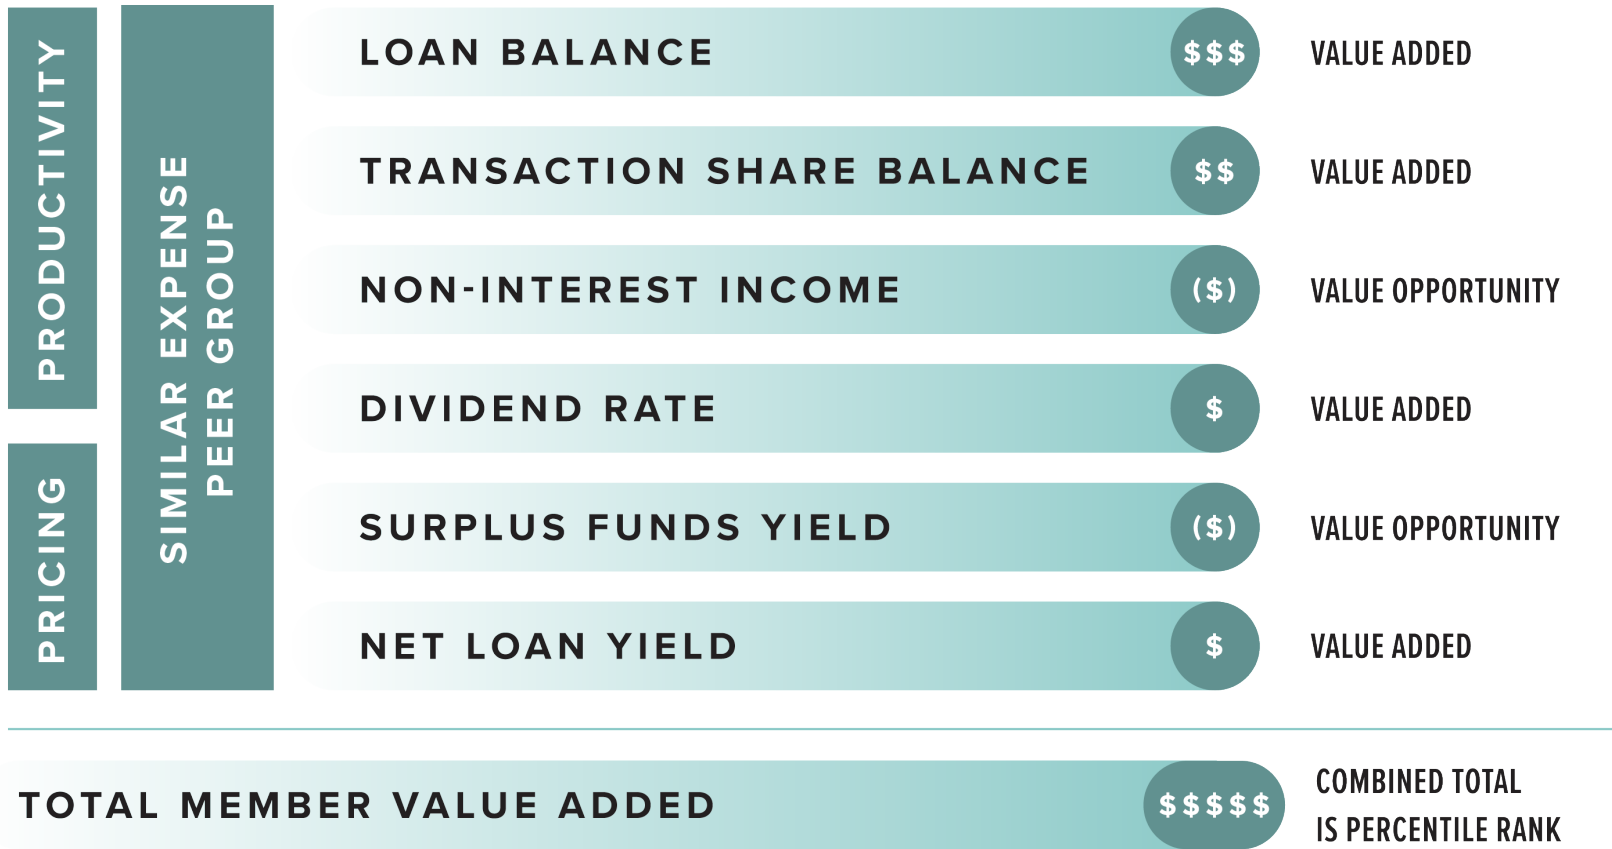 PRODUCTIVITY
PRICING
SIMILAR EXPENSE
PEER GROUP
LOAN BALANCE $$$ VALUE ADDED
TRANSACTION SHARE BALANCE $$ VALUE ADDED
NON-INTEREST INCOME ($) VALUE OPPORTUNITY
DIVIDEND RATE $ VALUE ADDED
SURPLUS FUNDS YIELD ($) VALUE OPPORTUNITY
NET LOAN YIELD $ VALUE ADDED
TOTAL MEMBER VALUE ADDED $$$$$ COMBINED TOTAL
IS PERCENTILE RANK